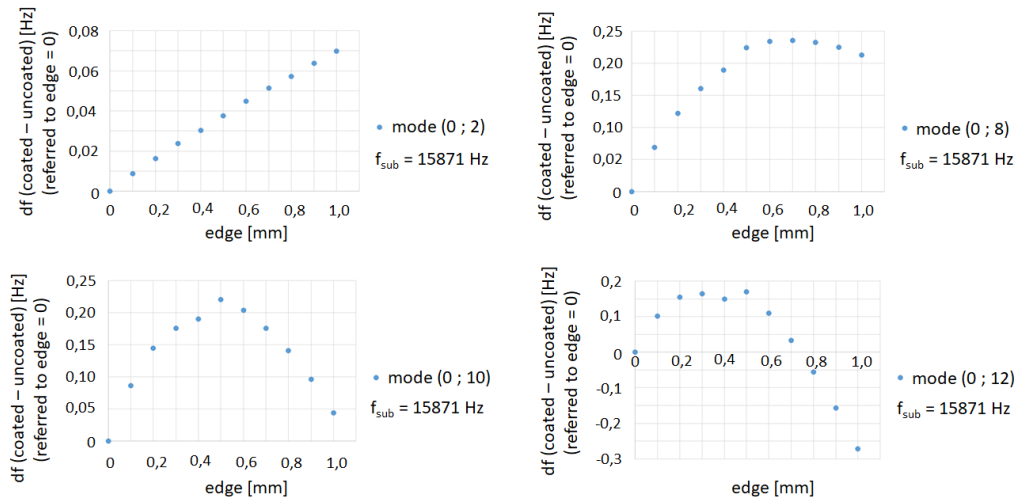 df (coated – uncoated) [Hz]
(referred to edge = 0)
0,08
0,06
0,04
0,02
0
0 0,2 0,4 0,6 0,8 1,0
edge [mm]
mode (0 ; 2)
fsub = 15871 Hz
df (coated – uncoated) [Hz]
(referred to edge = 0)
0,25
0,20
0,15
0,10
0,02
0
0 0,2 0,4 0,6 0,8 1,0
edge [mm]
mode (0 ; 8)
fsub = 15871 Hz
df (coated – uncoated) [Hz]
(referred to edge = 0)
0,25
0,20
0,15
0,10
0,05
0
0 0,2 0,4 0,6 0,8 1,0
edge [mm]
mode (0 ; 10)
fsub = 15871 Hz
df (coated – uncoated) [Hz]
(referred to edge = 0)
0,2
0,1
0
-0,1
-0,2
-0,3
0 0,2 0,4 0,6 0,8 1,0
edge [mm]
mode (0 ; 12)
fsub = 15871 Hz